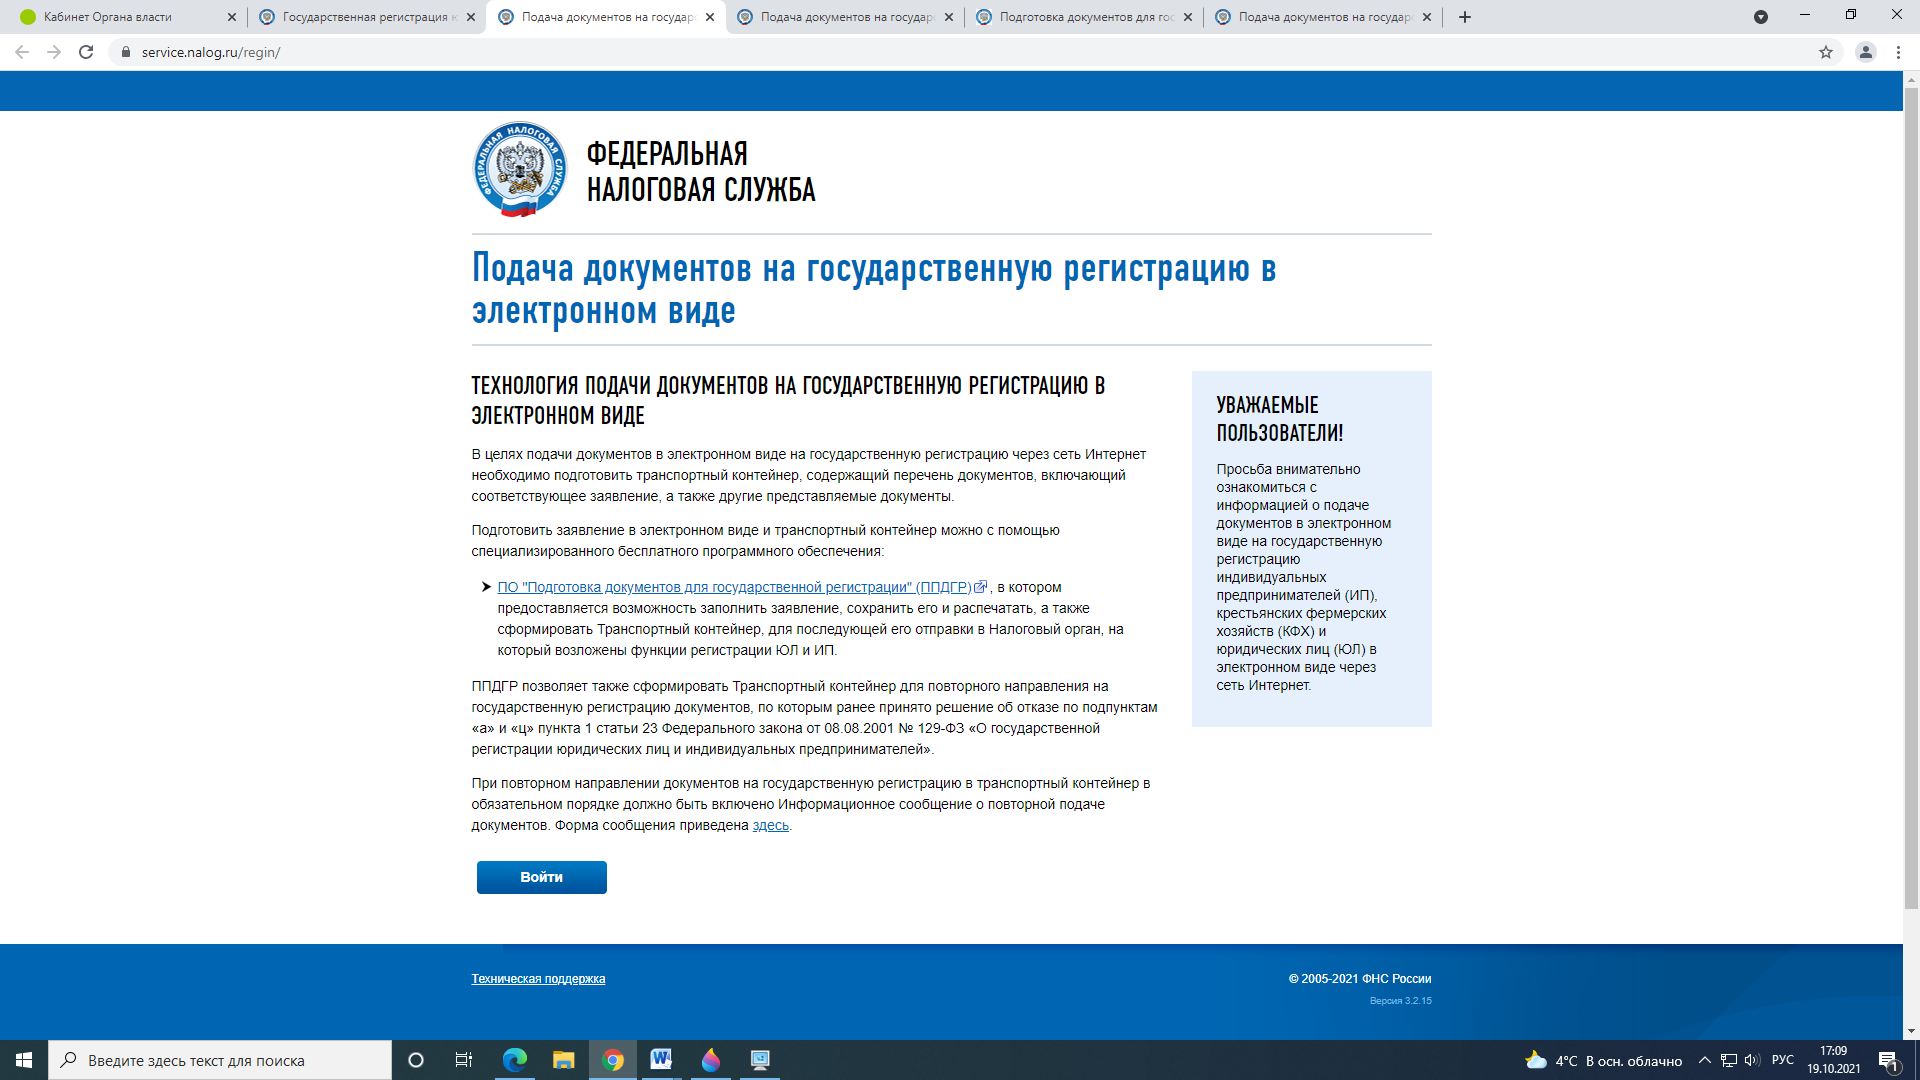 Кабинет Органа власти
Государственная регистрация
Подача документов на государ
Подача документов на государ
Подготовка документов для гос
Подача документов на государ
service.nalog.ru/regin/
ФЕДЕРАЛЬНАЯ НАЛОГОВАЯ СЛУЖБА
ФЕДЕРАЛЬНАЯ
НАЛОГОВАЯ СЛУЖБА
Подача документов на государственную регистрацию в
электронном виде
ТЕХНОЛОГИЯ ПОДАЧИ ДОКУМЕНТОВ НА ГОСУДАРСТВЕННУЮ РЕГИСТРАЦИЮ В
ЭЛЕКТРОННОМ ВИДЕ
В целях подачи документов в электронном виде на государственную регистрацию через сеть Интернет
необходимо подготовить транспортный контейнер, содержащий перечень документов, включающий
соответствующее заявление, а также другие представляемые документы.
Подготовить заявление в электронном виде и транспортный контейнер можно с помощью
специализированного бесплатного программного обеспечения:
ПО "Подготовка документов для государственной регистрации" (ППДГР) , в котором
предоставляется возможность заполнить заявление, сохранить его и распечатать, а также
сформировать Транспортный контейнер, для последующей его отправки в Налоговый орган, на
который возложены функции регистрации ЮЛ и ИП.
ППДГР позволяет также сформировать Транспортный контейнер для повторного направления на
государственную регистрацию документов, по которым ранее принято решение об отказе по подпунктам
«а» и «ц» пункта 1 статьи 23 Федерального закона от 08.08.2001 № 129-ФЗ «О государственной
регистрации юридических лиц и индивидуальных предпринимателей».
При повторном направлении документов на государственную регистрацию в транспортный контейнер в
обязательном порядке должно быть включено Информационное сообщение о повторной подаче
документов. Форма сообщения приведена здесь.
Войти
УВАЖАЕМЫЕ
ПОЛЬЗОВАТЕЛИ!
Просьба внимательно
ознакомиться с
информацией о подаче
документов в электронном
виде на государственную
регистрацию
индивидуальных
предпринимателей (ИП),
крестьянских фермерских
хозяйств (КФХ) и
юридических лиц (ЮЛ) в
электронном виде через
сеть Интернет.
Техническая поддержка
© 2005-2021 ФНС России
Версия 3.2.15
Введите здесь текст для поиска
4°C В осн. облачно
РУС
17:09
19.10.2021
1